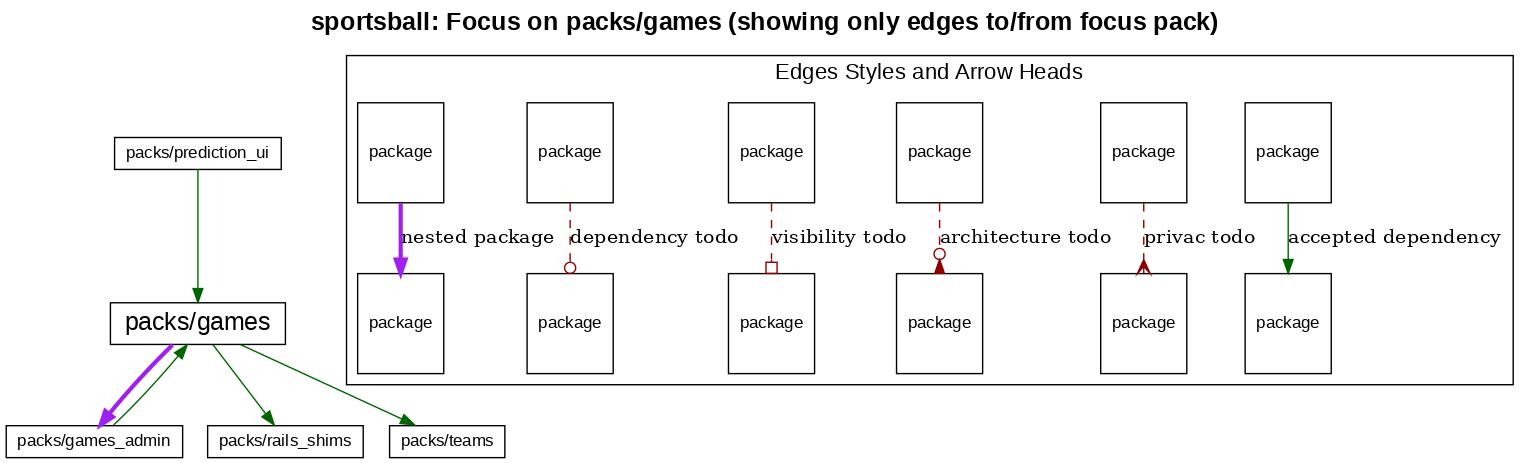 sportsball: Focus on packs/games (showing only edges to/from focus pack)
Edges Styles and Arrow Heads
package
package
package
package
package
package
packs/prediction_ui
nested package
dependency todo
visibility todo
architecture todo
privac todo
accepted dependency
packs/games
package
package
package
package
package
package
packs/games_admin
packs/rails_shims
packs/teams